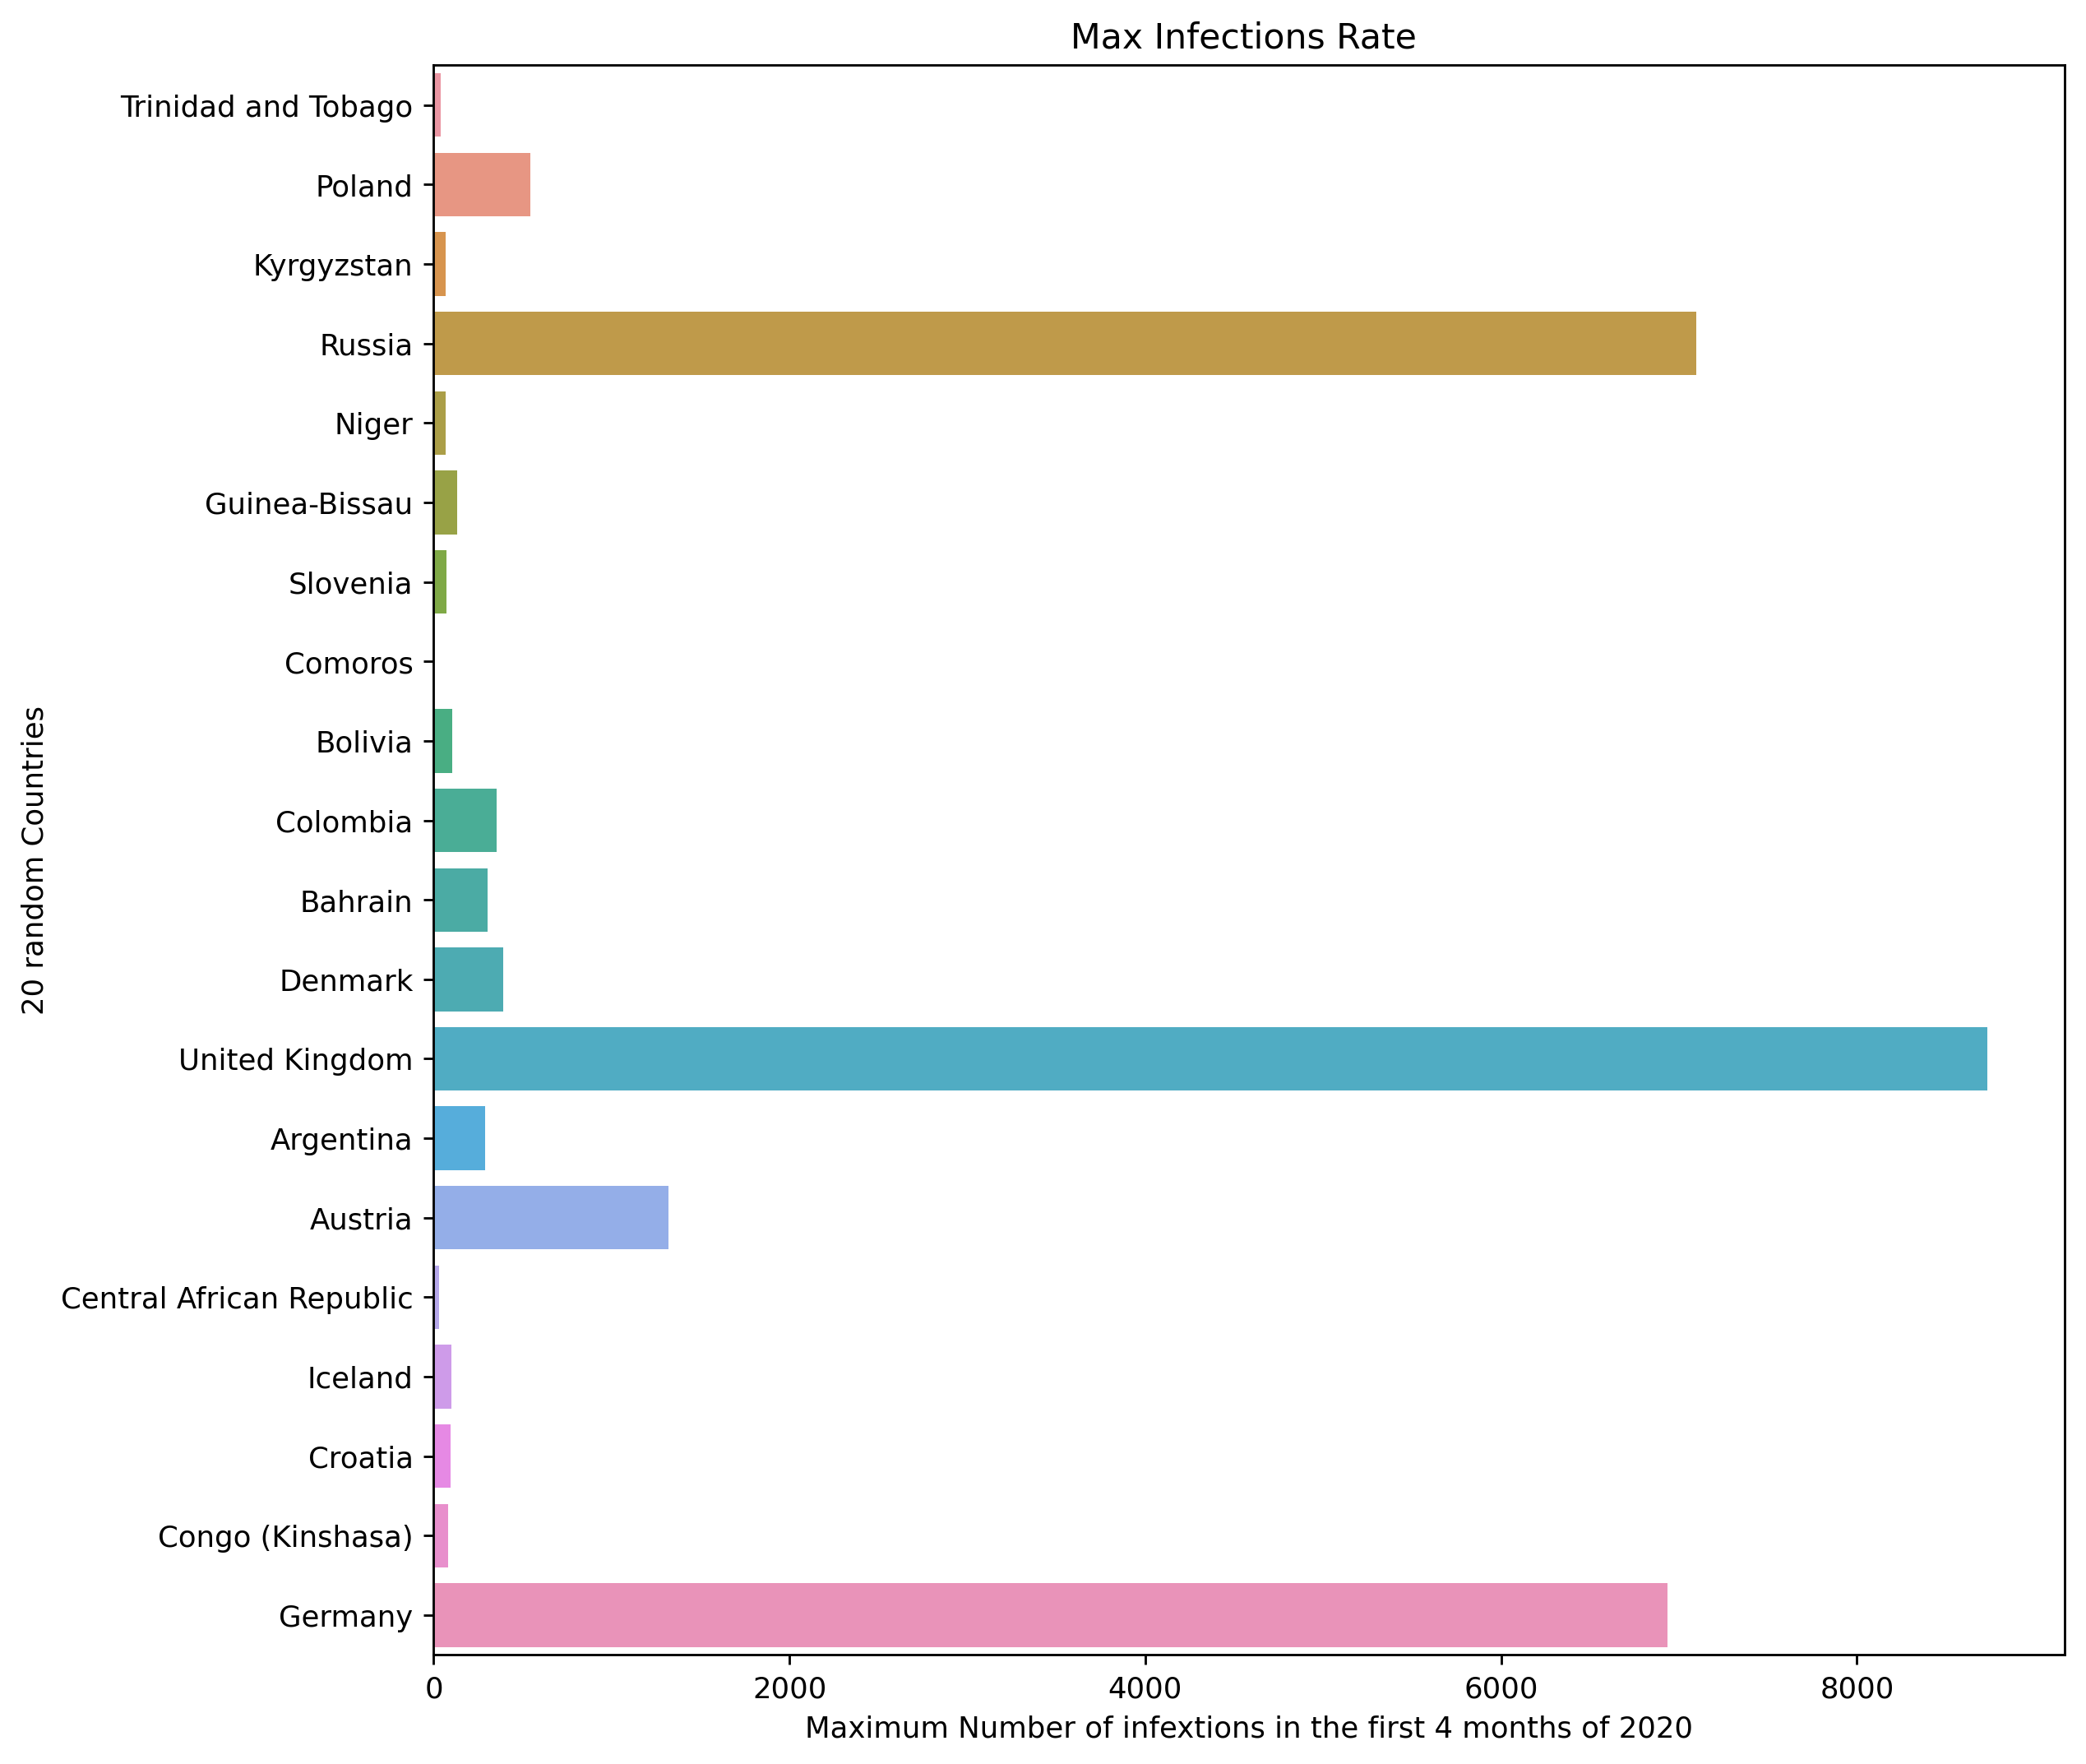 Max Infections Rate
Trinidad and Tobago
Poland
Kyrgyzstan
Russia
Niger
Guinea-Bissau
Slovenia
Comoros
Bolivia
Colombia
Bahrain
Denmark
United Kingdom
Argentina
Austria
Central African Republic
Iceland
Croatia
Congo (Kinshasa)
Germany
20 random Countries
0 2000 4000 6000 8000
Maximum Number of infextions in the first 4 months of 2020